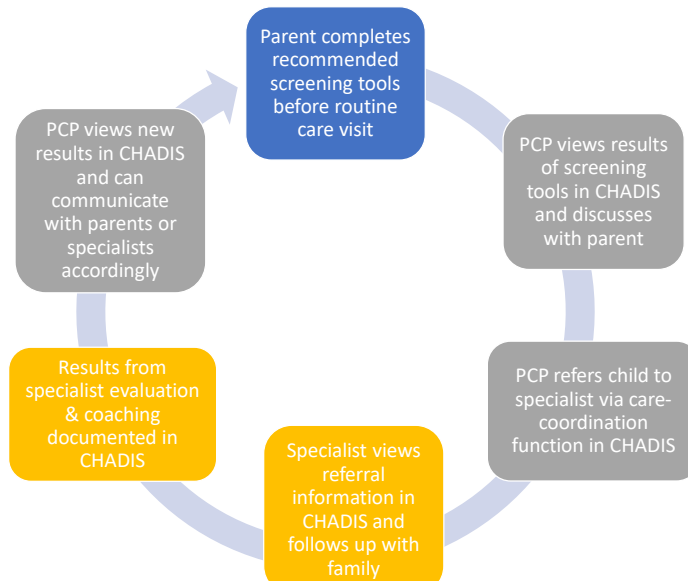 Parent completes
recommended
screening tools
before routine
care visit
PCP views results
of screening
tools in CHADIS
and discusses
with parent
PCP refers child to
specialist via care-
coordination
function in CHADIS
Specialist views
referral
information in
CHADIS and
follows up with
family
Results from
specialist evaluation
& coaching
documented in
CHADIS
PCP views new
results in CHADIS
and can
communicate
with parents or
specialists
accordingly